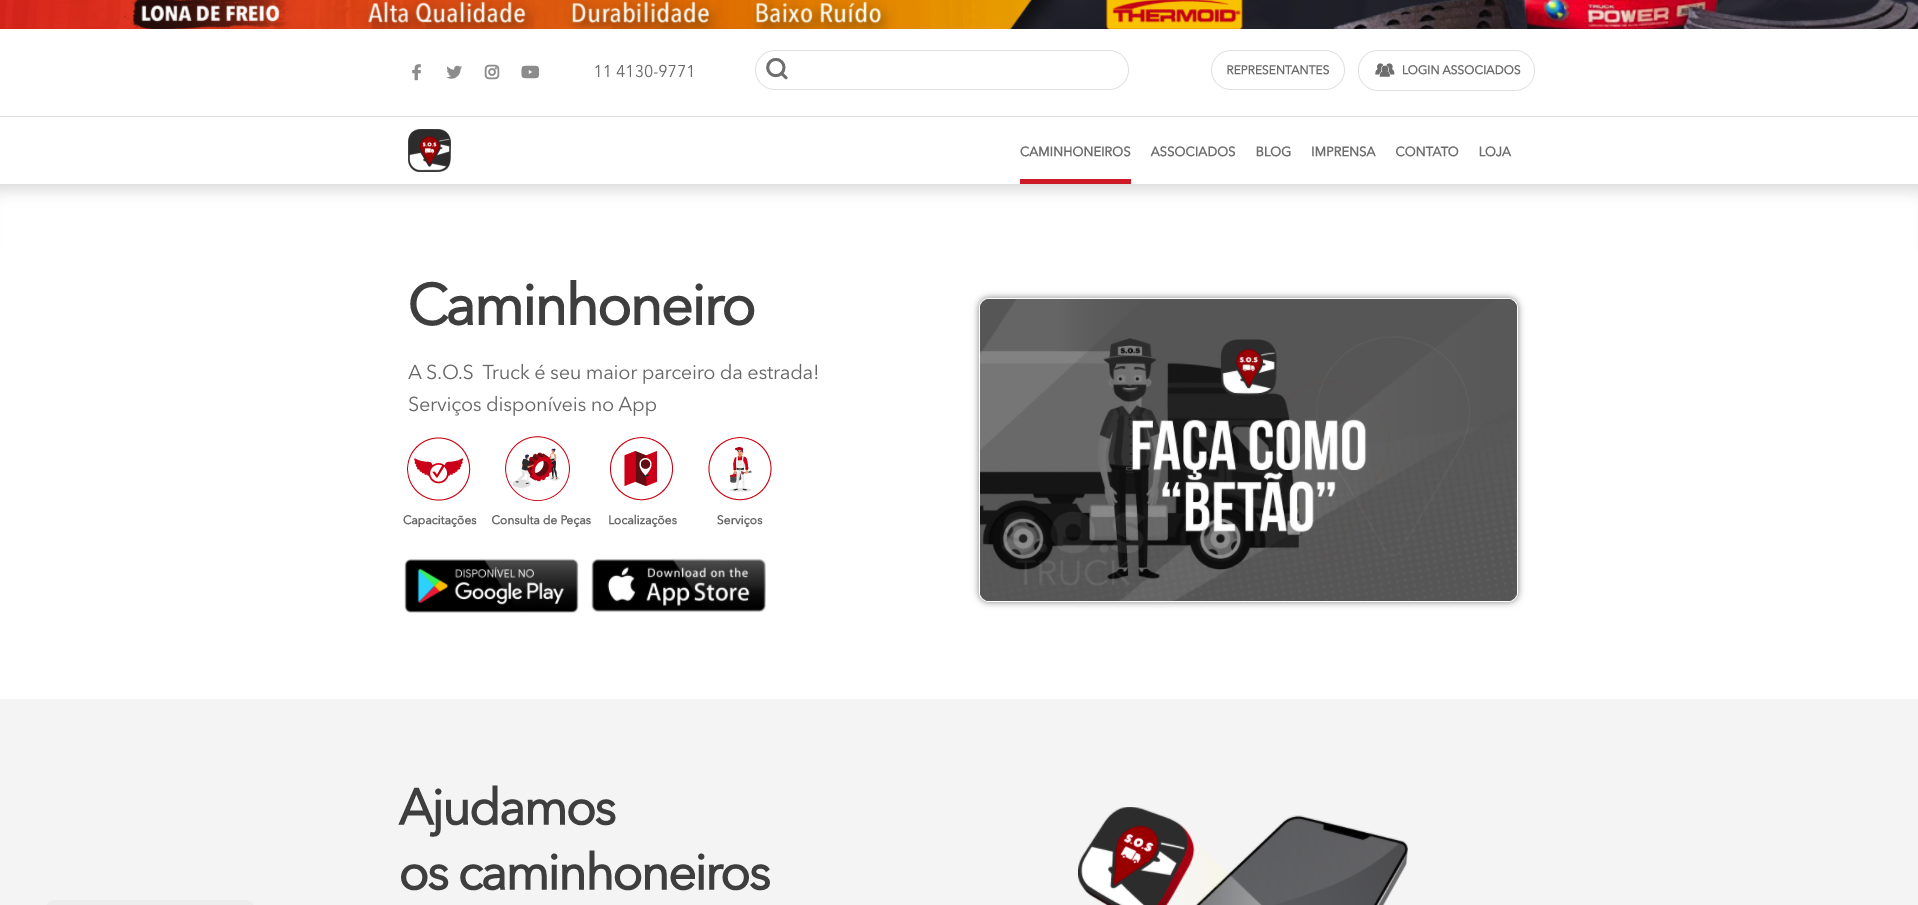 LONA DE FREIO
Alta Qualidade
Durabilidade
Baixo Ruído
THERMOID
TRUCK
POWER
11 4130-9771
REPRESENTANTES
LOGIN ASSOCIADOS
S.O.S
CAMINHONEIROS
ASSOCIADOS
BLOG
IMPRENSA
CONTATO
LOJA
Caminhoneiro
A S.O.S Truck é seu maior parceiro da estrada!
Serviços disponíveis no App
Capacitações
Consulta de Peças
Localizações
Serviços
DISPONÍVEL NO
Google Play
Download on the
App Store
S.O.S
S.O.S
FAÇA COMO
“BETÃO”
S.O.S
TRUCK
Ajudamos
os caminhoneiros
S.O.S